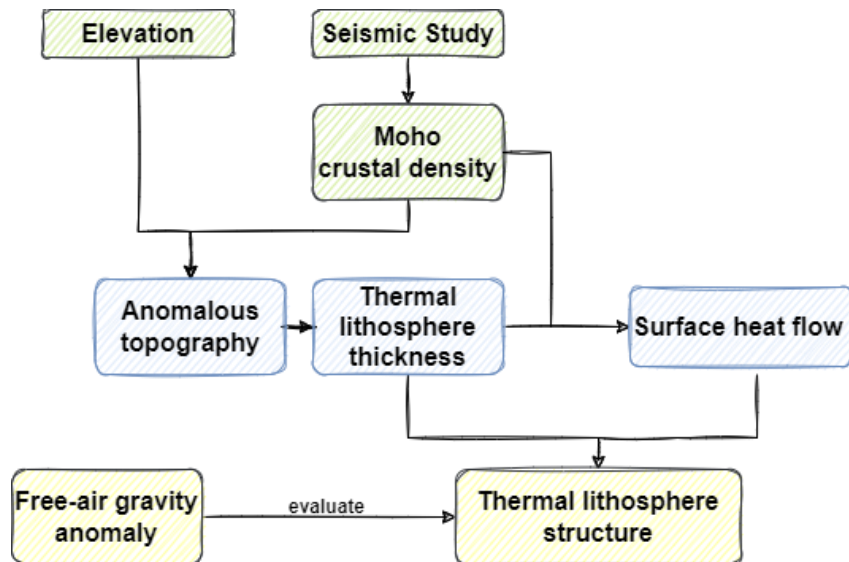 Elevation
Seismic Study
Moho
crustal density
Anomalous
topography
Thermal
lithosphere
thickness
Surface heat flow
Free-air gravity
anomaly
evaluate
Thermal lithosphere
structure